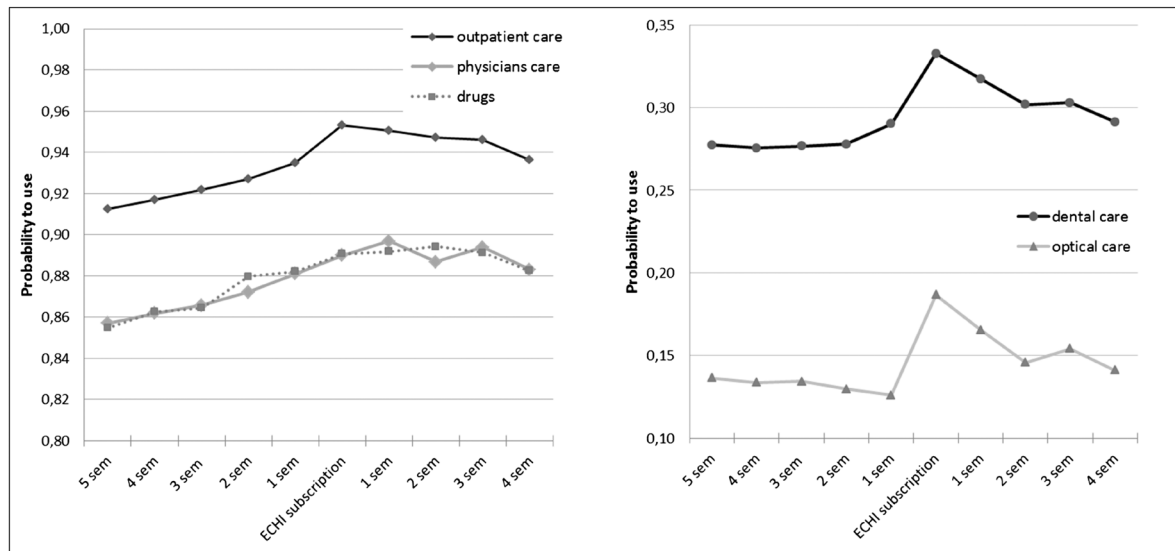 1,00
0,98
0,96
0,94
0,92
0,90
0,88
0,86
0,84
0,82
0,80
Probability to use
outpatient care
physicians care
drugs
5 sem
4 sem
3 sem
2 sem
1 sem
ECHI subscription
1 sem
2 sem
3 sem
4 sem
0,35
0,30
0,25
0,20
0,15
0,10
Probability to use
dental care
optical care
5 sem
4 sem
3 sem
2 sem
1 sem
ECHI subscription
1 sem
2 sem
3 sem
4 sem